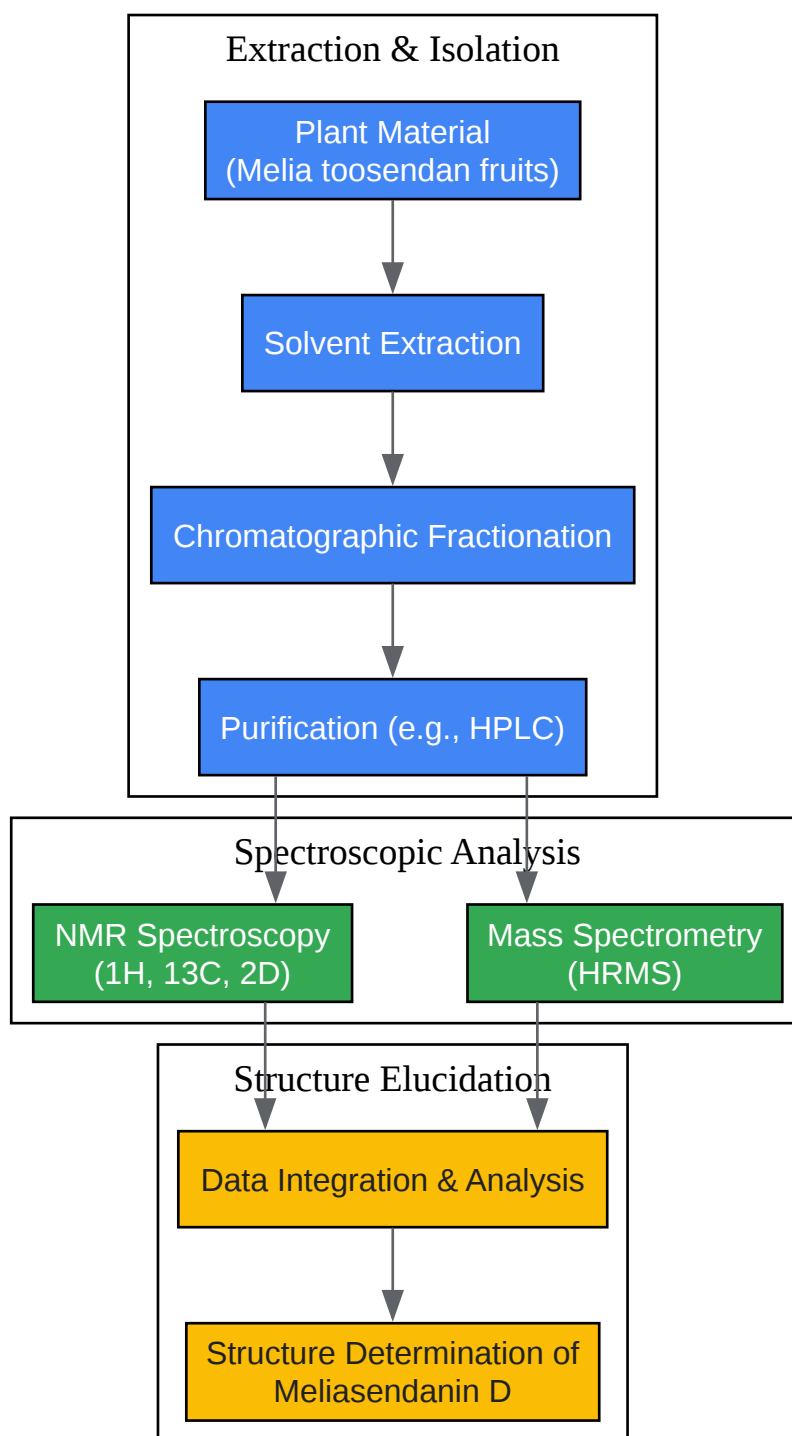 Extraction & Isolation
Plant Material
(Melia toosendan fruits)
Solvent Extraction
Chromatographic Fractionation
Purification (e.g., HPLC)
Spectroscopic Analysis
NMR Spectroscopy
(1H, 13C, 2D)
Mass Spectrometry
(HRMS)
Structure Elucidation
Data Integration & Analysis
Structure Determination of
Meliasendanin D